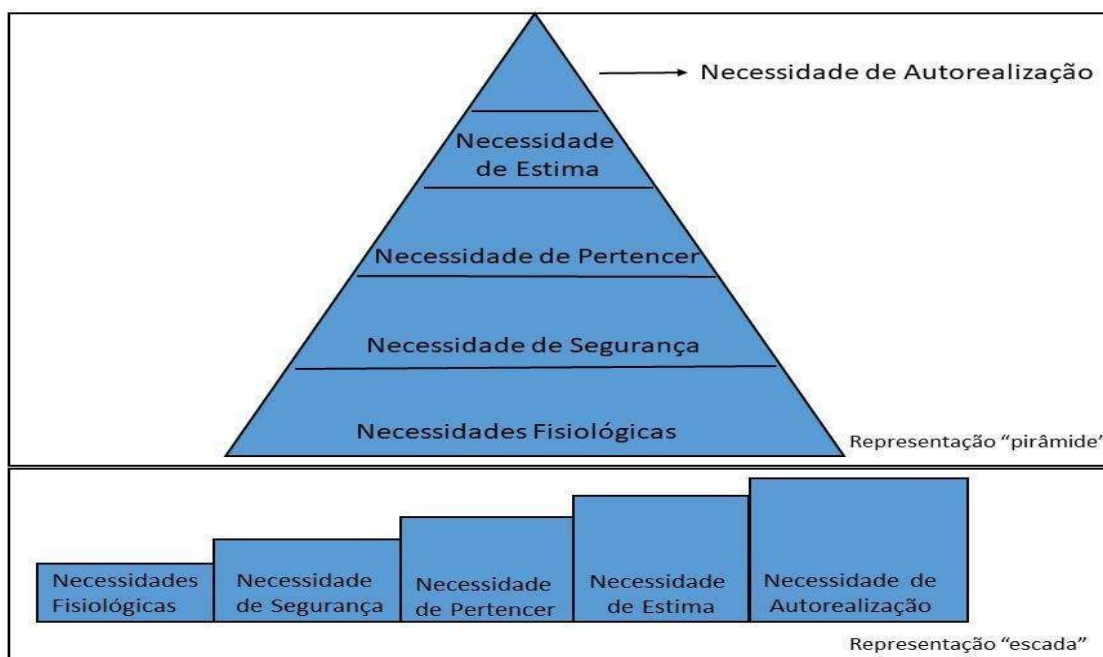 Necessidade de Autorealização
Necessidade
de Estima
Necessidade de Pertencer
Necessidade de Segurança
Necessidades Fisiológicas
Representação “pirâmide”
Necessidades
Fisiológicas
Necessidade
de Segurança
Necessidade
de Pertencer
Necessidade
de Estima
Necessidade de
Autorealização
Representação “escada”